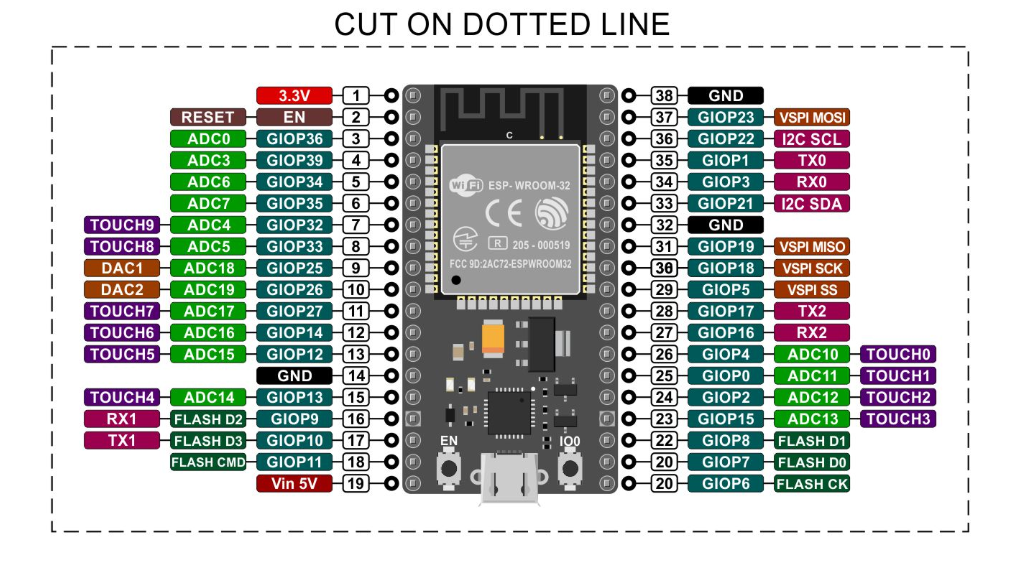 CUT ON DOTTED LINE
3.3V 1 38 GND
RESET EN 2 37 GIOP23 VSPI MOSI
ADC0 GIOP36 3 36 GIOP22 I2C SCL
ADC3 GIOP39 4 35 GIOP1 TX0
ADC6 GIOP34 5 34 GIOP3 RX0
ADC7 GIOP35 6 33 GIOP21 I2C SDA
TOUCH9 ADC4 GIOP32 7 32 GND
TOUCH8 ADC5 GIOP33 8 31 GIOP19 VSPI MISO
DAC1 ADC18 GIOP25 9 30 GIOP18 VSPI SCK
DAC2 ADC19 GIOP26 10 29 GIOP5 VSPI SS
TOUCH7 ADC17 GIOP27 11 28 GIOP17 TX2
TOUCH6 ADC16 GIOP14 12 27 GIOP16 RX2
TOUCH5 ADC15 GIOP12 13 26 GIOP4 ADC10 TOUCH0
GND 14 25 GIOP0 ADC11 TOUCH1
TOUCH4 ADC14 GIOP13 15 24 GIOP2 ADC12 TOUCH2
RX1 FLASH D2 GIOP9 16 23 GIOP15 ADC13 TOUCH3
TX1 FLASH D3 GIOP10 17 22 GIOP8 FLASH D1
FLASH CMD GIOP11 18 20 GIOP7 FLASH D0
Vin 5V 19 20 GIOP6 FLASH CK
C
WiFi ESP- WROOM-32
CE
R 205 - 000519
FCC 9D:2AC72-ESPWROOM32
EN IO0